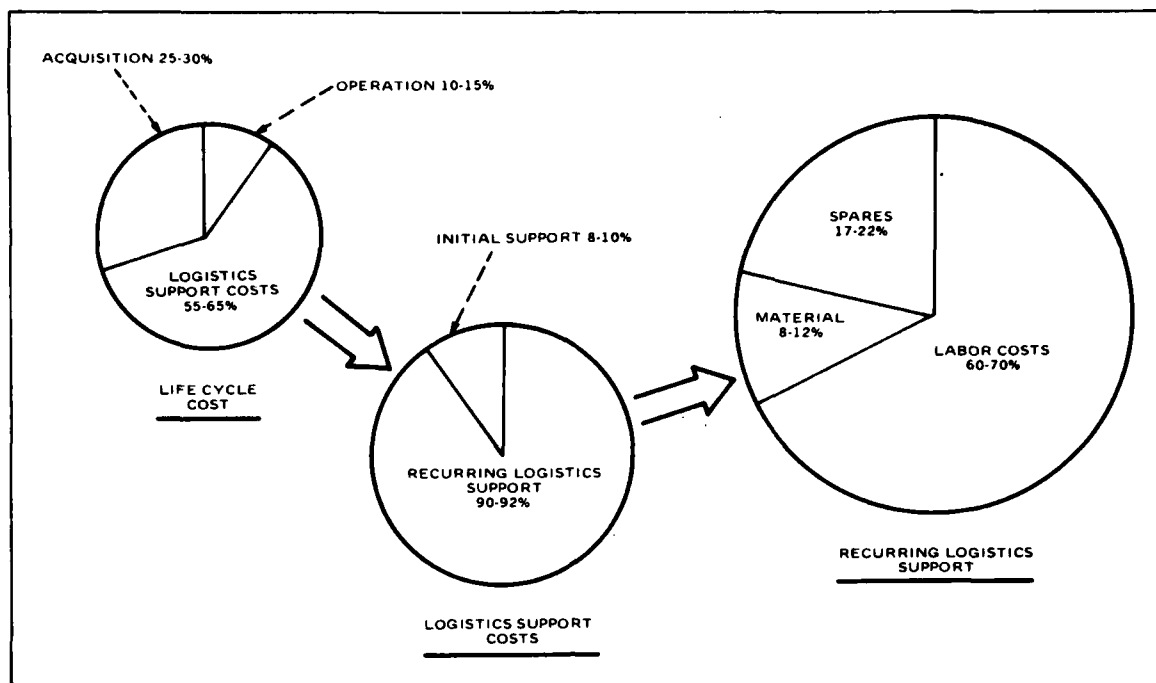 ACQUISITION 25-30%
OPERATION 10-15%
LOGISTICS
SUPPORT COSTS
55-65%
LIFE CYCLE
COST
INITIAL SUPPORT 8-10%
RECURRING LOGISTICS
SUPPORT
90-92%
LOGISTICS SUPPORT
COSTS
SPARES
17-22%
MATERIAL
8-12%
LABOR COSTS
60-70%
RECURRING LOGISTICS
SUPPORT